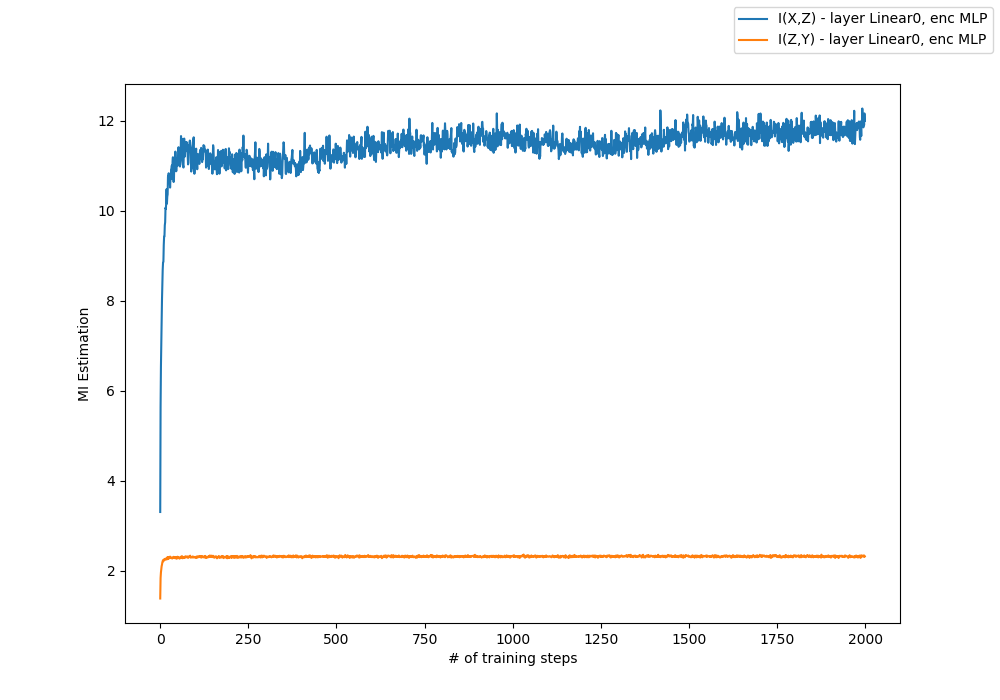 I(X,Z) - layer Linear0, enc MLP
I(Z,Y) - layer Linear0, enc MLP
12
10
8
6
4
2
MI Estimation
0 250 500 750 1000 1250 1500 1750 2000
# of training steps